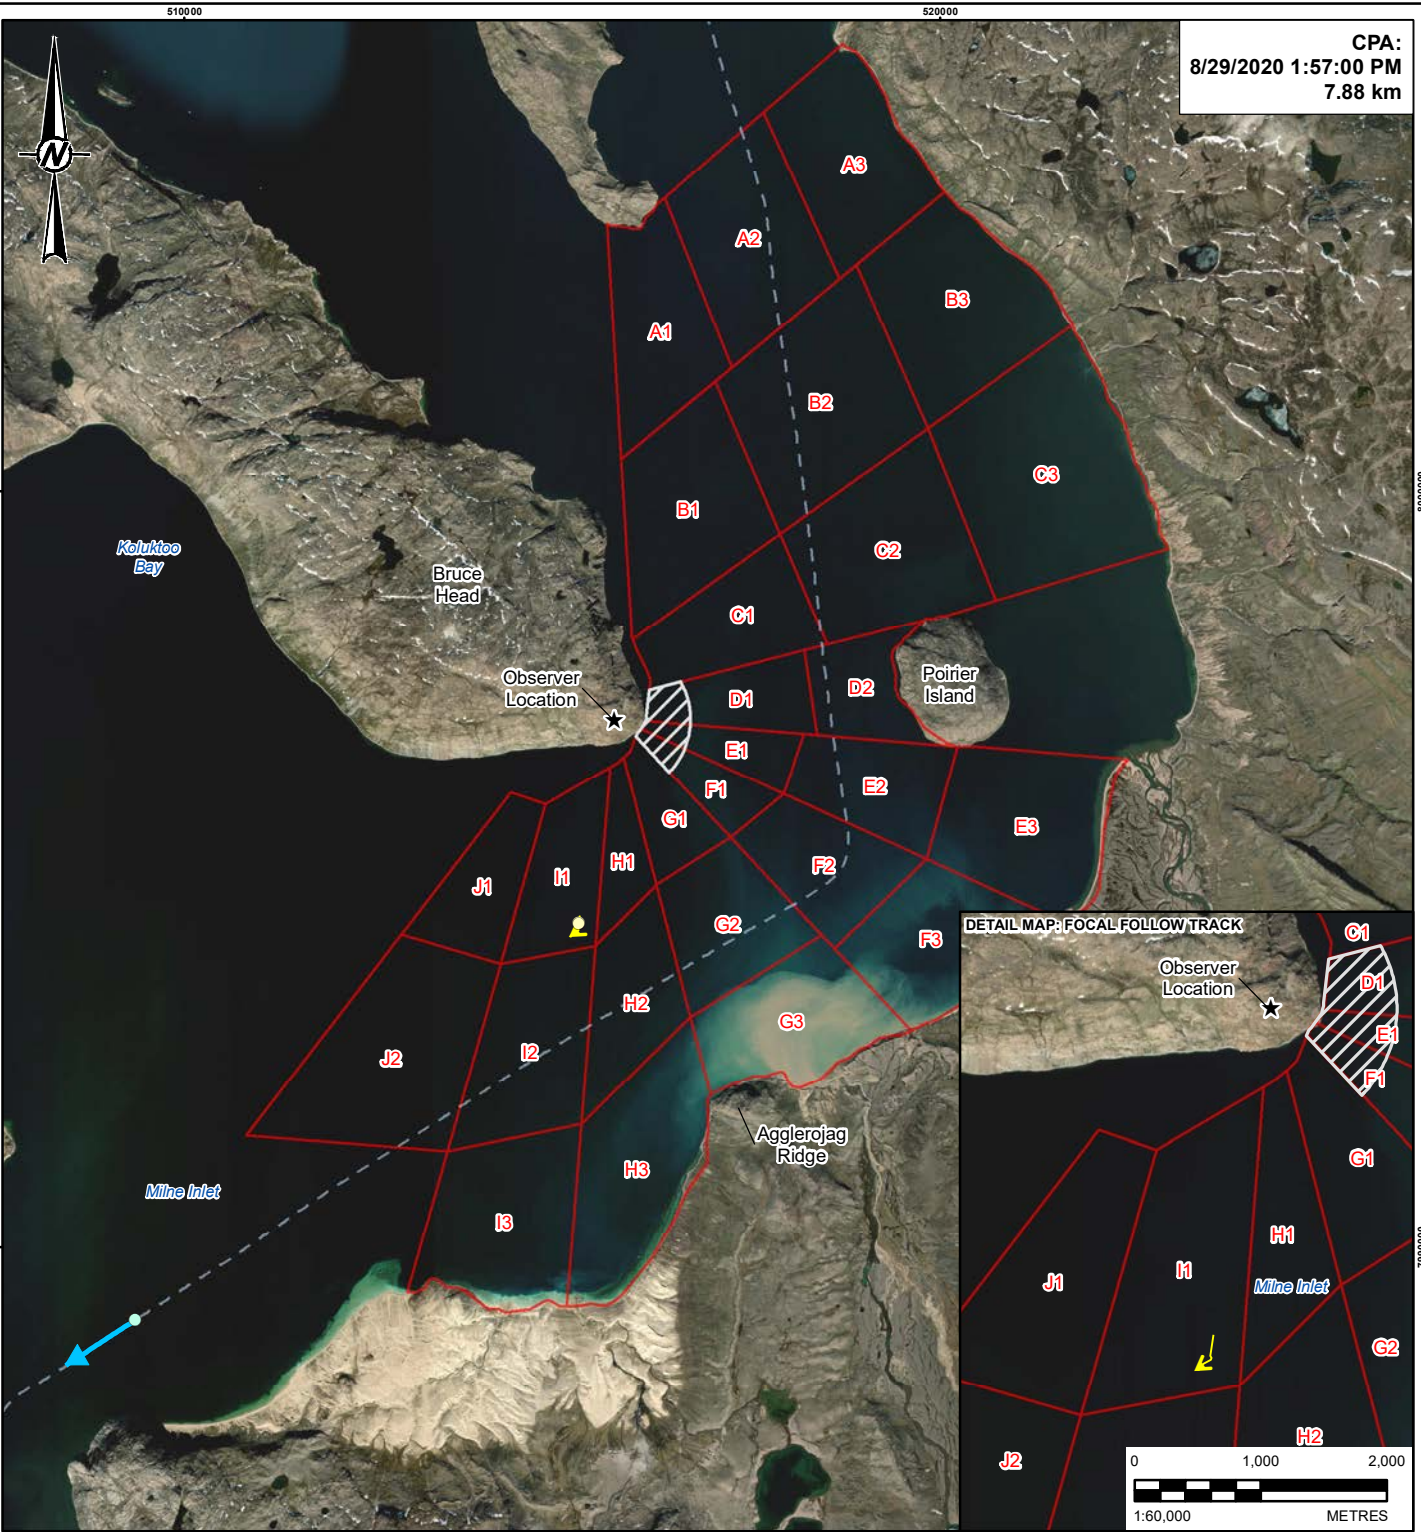 510000
520000
CPA:
8/29/2020 1:57:00 PM
7.88 km
N
A3
A2
A1
B3
B2
B1
C3
C2
C1
Koluktoo
Bay
Bruce
Head
Observer
Location
Poirier
Island
D1
D2
E1
E2
E3
F1
F2
F3
G1
G2
G3
H1
H2
H3
I1
I2
I3
J1
J2
Milne Inlet
Agglerojag
Ridge
DETAIL MAP: FOCAL FOLLOW TRACK
Observer
Location
C1
D1
E1
F1
G1
H1
I1
J1
Milne Inlet
G2
H2
J2
0 1,000 2,000
1:60,000 METRES